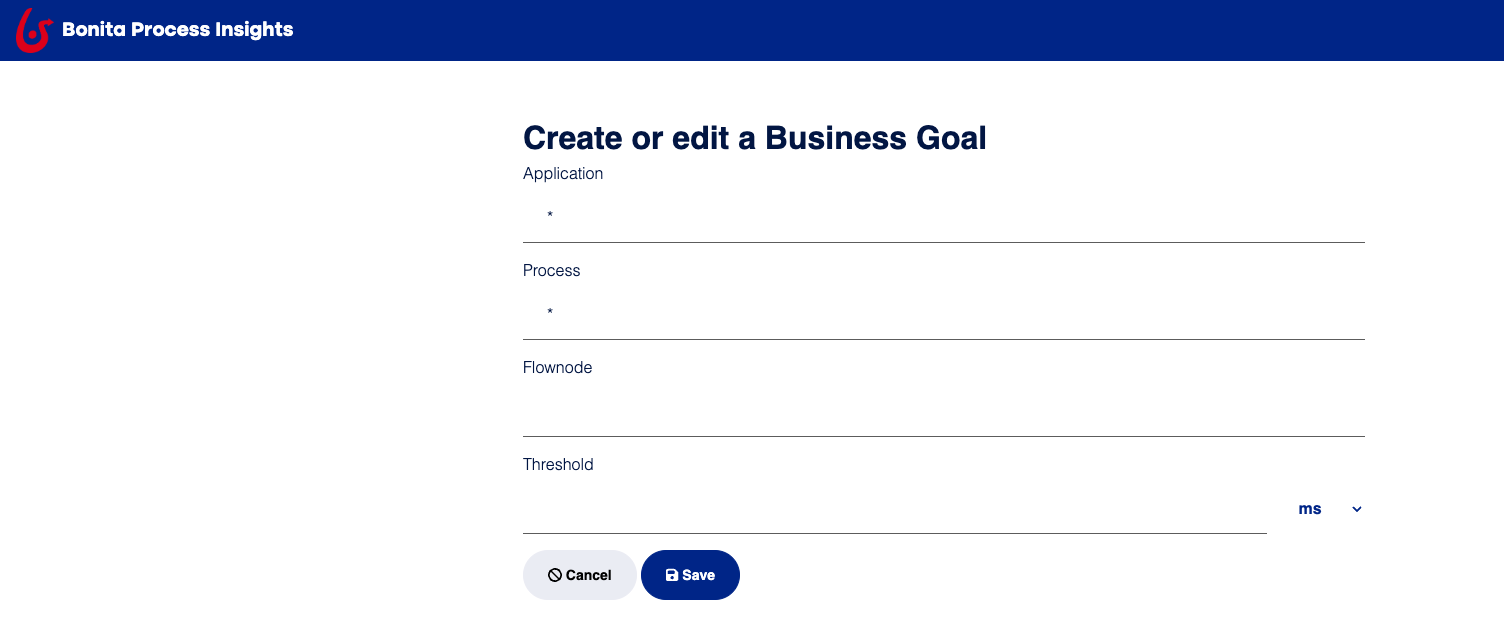 Bonita Process Insights
Create or edit a Business Goal
Application
*
Process
*
Flownode
Threshold
ms
Cancel Save